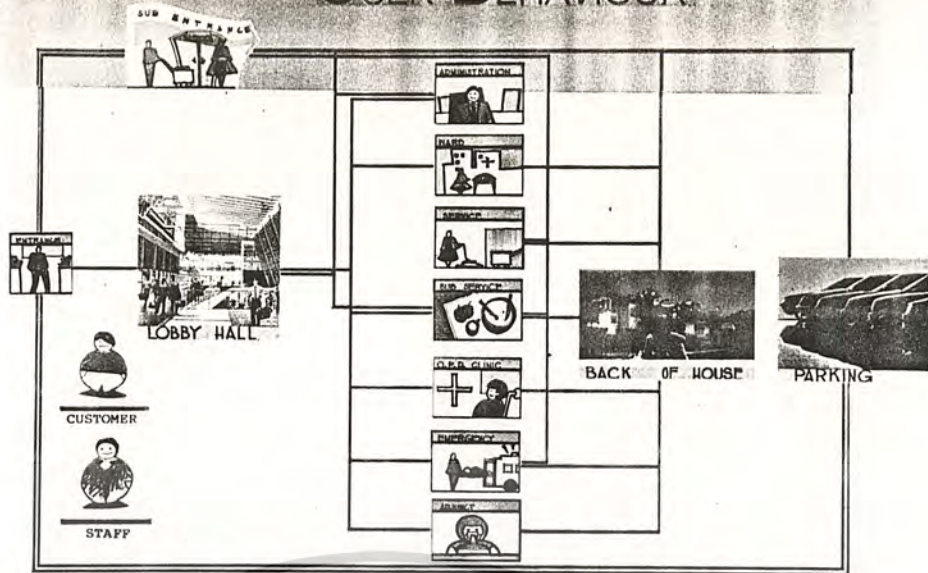 USER BEHAVIOUR
SUB ENTRANCE
ADMINISTRATION
WARD
SERVICE
ENTRANCE
SUB SERVICE
LOBBY HALL
BACK OF HOUSE
PARKING
O.P.D. CLINIC
CUSTOMER
EMERGENCY
STAFF